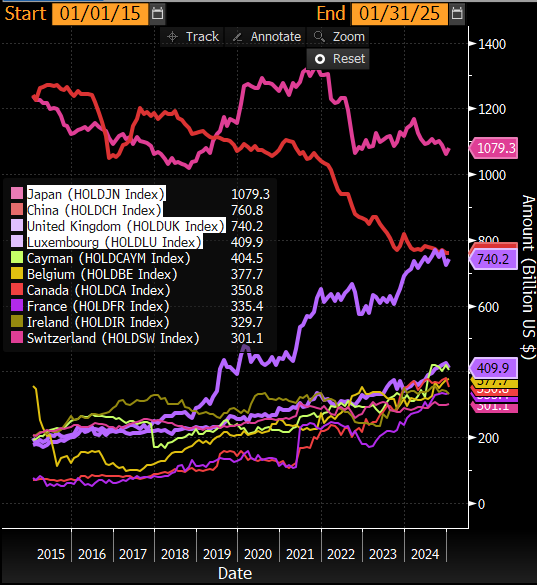 Start 01/01/15 End 01/31/25
Track Annotate Zoom
Reset
1400
1200
1079.3
1000
740.2
600
409.9
377.7
301.1
200
0
Amount (Billion US $)
Japan (HOLDJN Index) 1079.3
China (HOLDCH Index) 760.8
United Kingdom (HOLDUK Index) 740.2
Luxembourg (HOLDLU Index) 409.9
Cayman (HOLDCAYM Index) 404.5
Belgium (HOLDBE Index) 377.7
Canada (HOLDCA Index) 350.8
France (HOLDFR Index) 335.4
Ireland (HOLDIR Index) 329.7
Switzerland (HOLDSW Index) 301.1
2015 2016 2017 2018 2019 2020 2021 2022 2023 2024
Date